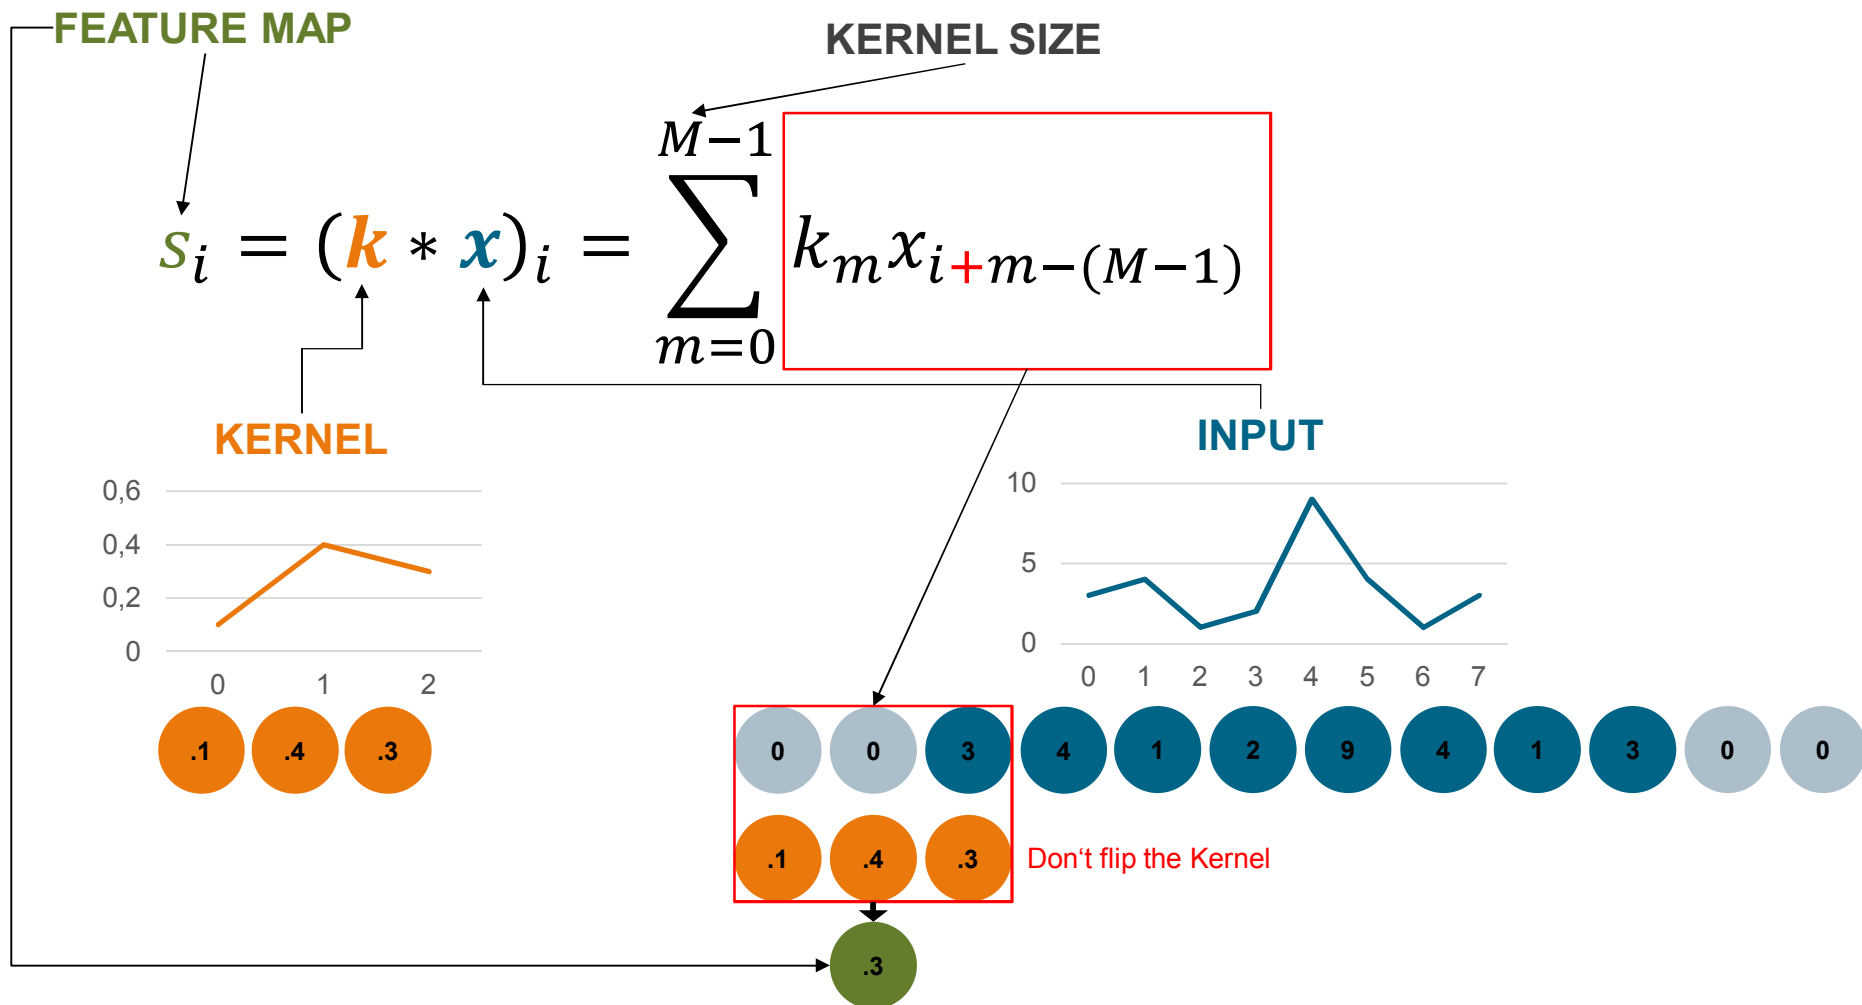 FEATURE MAP
KERNEL SIZE
s_i = (k * x)_i = \sum_{m=0}^{M-1} k_m x_{i+m-(M-1)}
KERNEL
INPUT
0,6
0,4
0,2
0
0 1 2
10
5
0
0 1 2 3 4 5 6 7
.1 .4 .3
0 0 3 4 1 2 9 4 1 3 0 0
.1 .4 .3 Don't flip the Kernel
.3